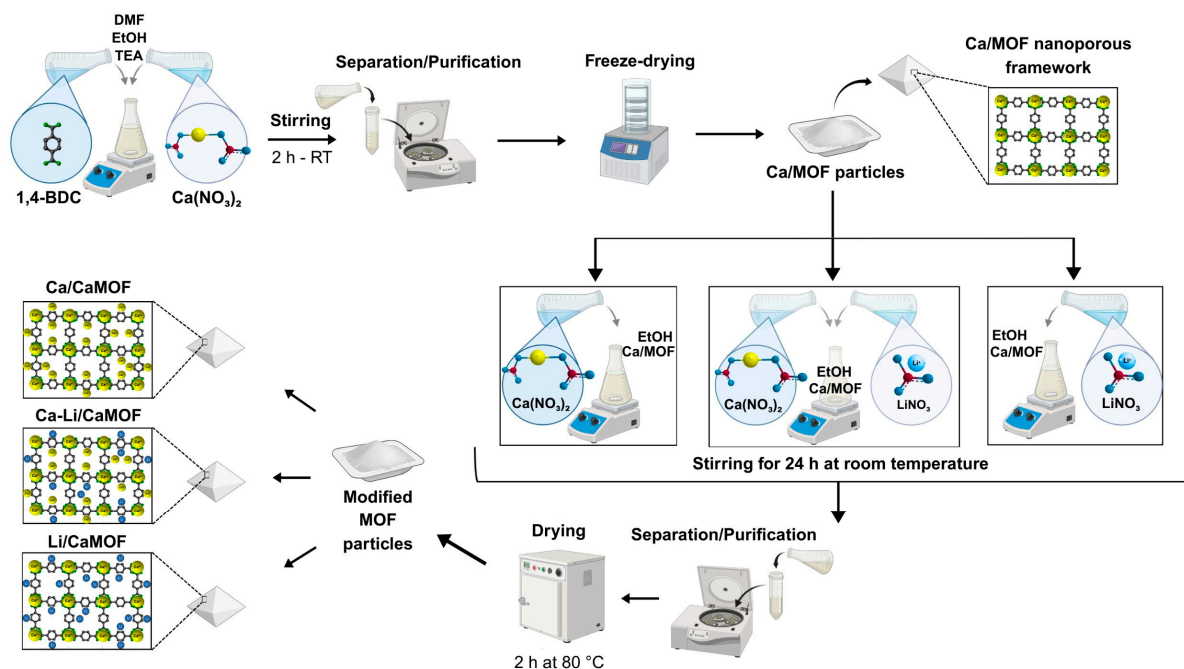 DMF
EtOH
TEA
1,4-BDC
Ca(NO₃)₂
Stirring
2 h - RT
Separation/Purification
Freeze-drying
Ca/MOF particles
Ca/MOF nanoporous
framework
EtOH
Ca/MOF
Ca(NO₃)₂
EtOH
Ca/MOF
Ca(NO₃)₂
Li⁺
LiNO₃
EtOH
Ca/MOF
Li⁺
LiNO₃
Stirring for 24 h at room temperature
Separation/Purification
Drying
2 h at 80 °C
Modified
MOF
particles
Ca/CaMOF
Ca-Li/CaMOF
Li/CaMOF